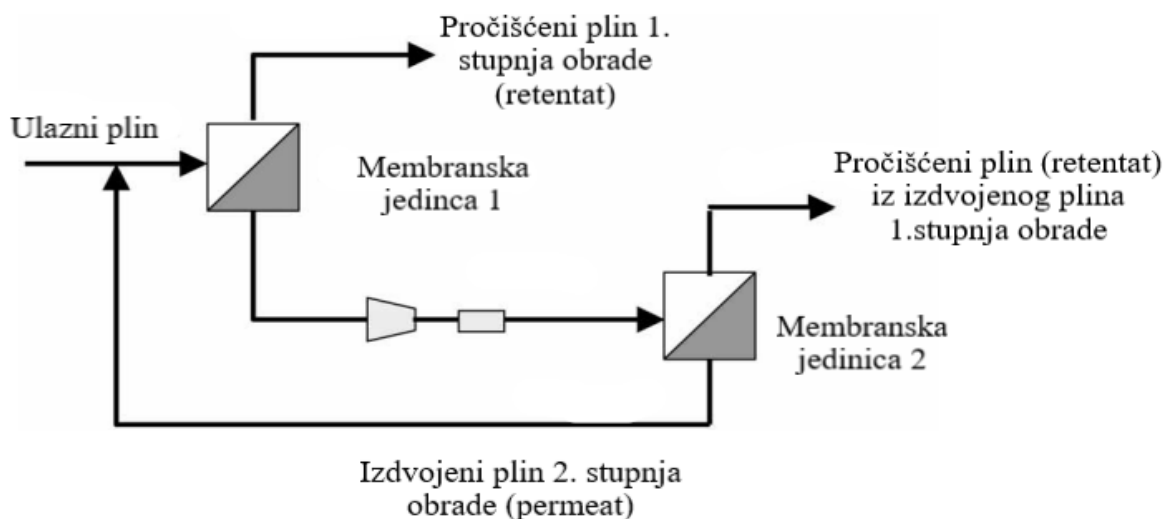 Pročišćeni plin 1.
stupnja obrade
(retentat)
Ulazni plin
Membranska
jedinca 1
Pročišćeni plin (retentat)
iz izdvojenog plina
1.stupnja obrade
Membranska
jedinica 2
Izdvojeni plin 2. stupnja
obrade (permeat)